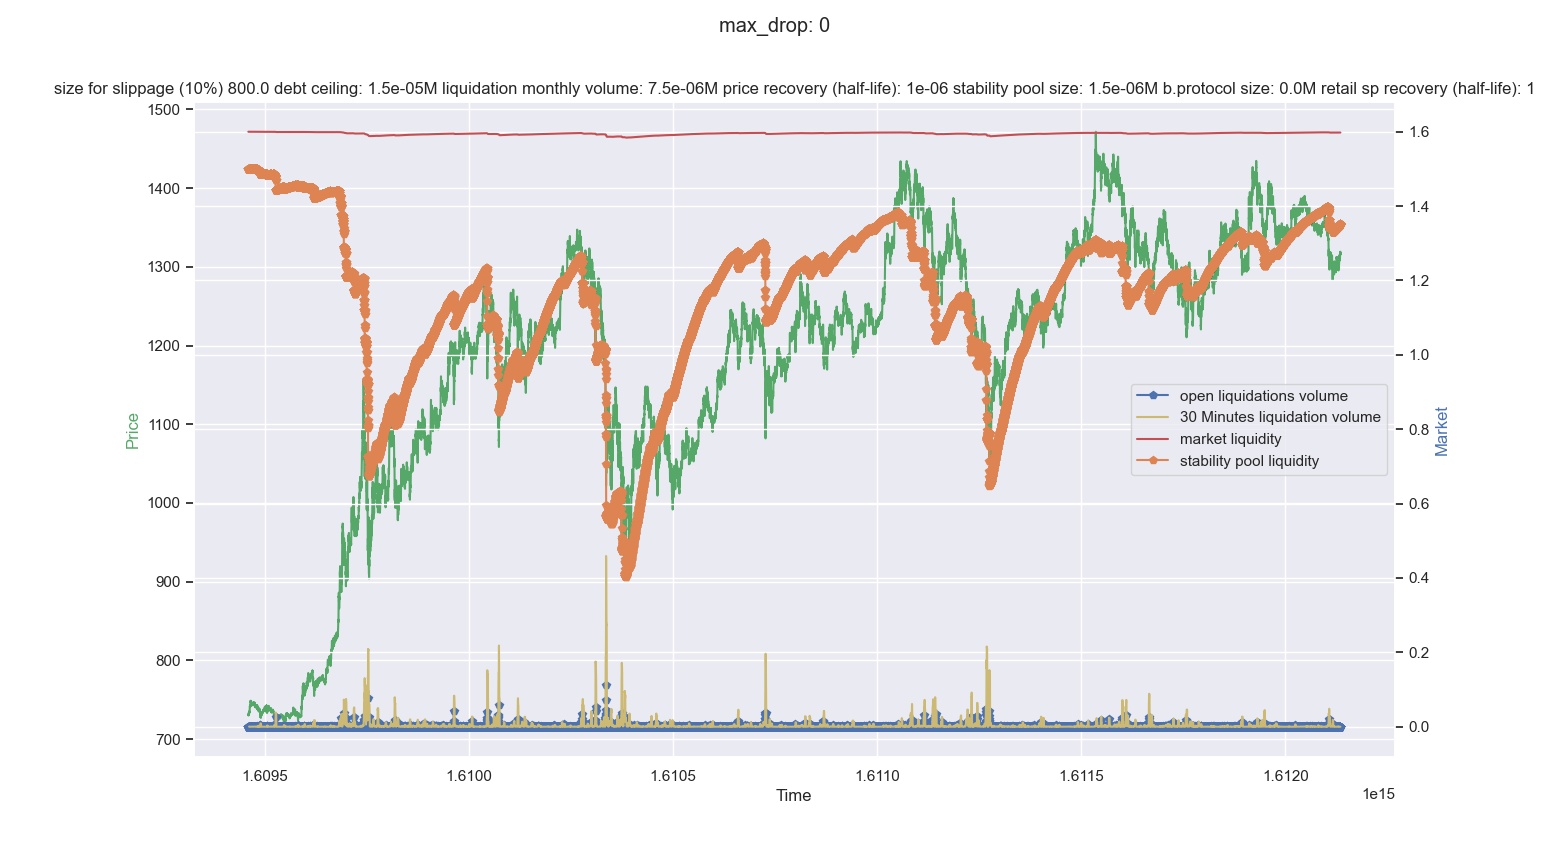 max_drop: 0
size for slippage (10%) 800.0 debt ceiling: 1.5e-05M liquidation monthly volume: 7.5e-06M price recovery (half-life): 1e-06 stability pool size: 1.5e-06M b.protocol size: 0.0M retail sp recovery (half-life): 1
1500
1400
1300
1200
1100
1000
900
800
700
Price
1.6
1.4
1.2
1.0
0.8
0.6
0.4
0.2
0.0
Market
open liquidations volume
30 Minutes liquidation volume
market liquidity
stability pool liquidity
1.6095
1.6100
1.6105
1.6110
1.6115
1.6120
Time
1e15